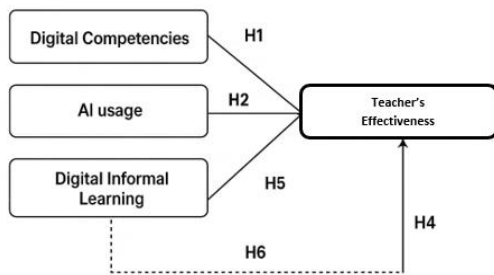 Digital Competencies
H1
AI usage
H2
Teacher's
Effectiveness
Digital Informal
Learning
H5
H4
H6